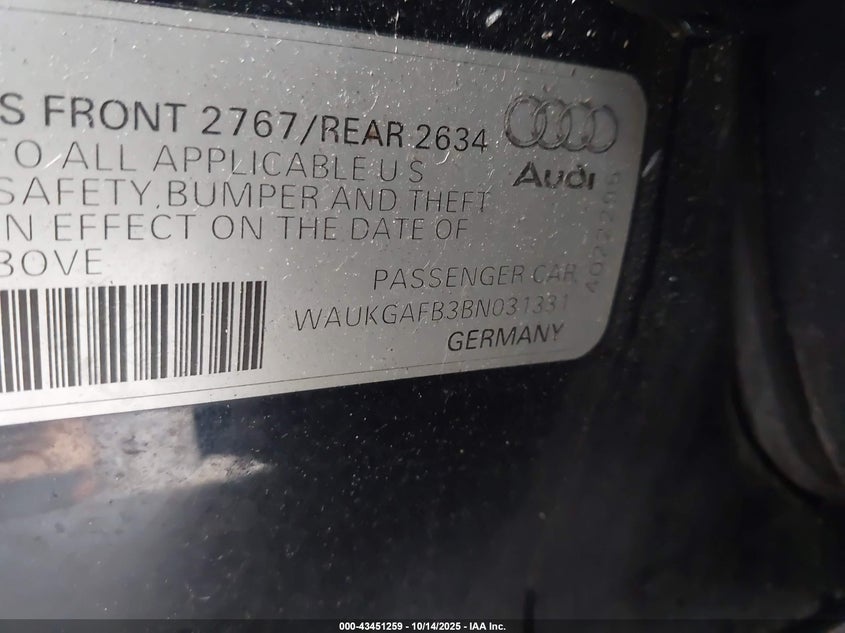 S FRONT 2767/REAR 2634
TO ALL APPLICABLE U S
SAFETY, BUMPER AND THEFT
N EFFECT ON THE DATE OF
BOVE
Audi
PASSENGER CAR
WAUKGAFB3BN031331
GERMANY
000-43451259 - 10/14/2025 - IAA Inc.